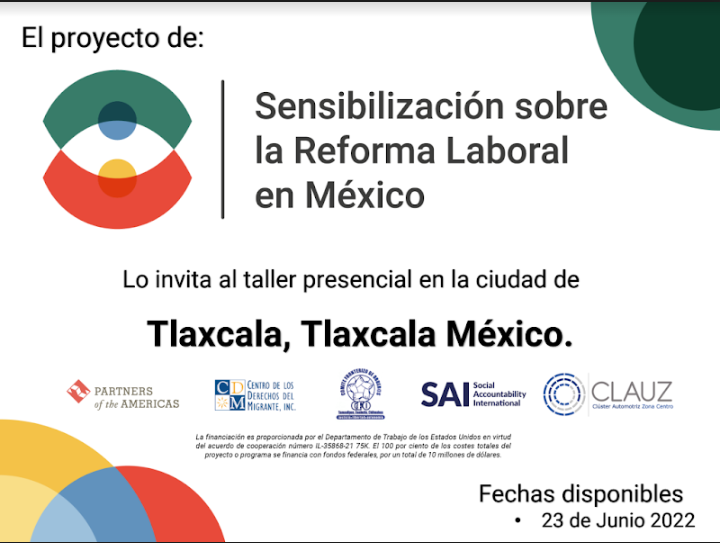 El proyecto de:
Sensibilización sobre
la Reforma Laboral
en México
Lo invita al taller presencial en la ciudad de
Tlaxcala, Tlaxcala México.
PARTNERS
of the AMERICAS
CDM
CENTRO DE LOS
DERECHOS DEL
MIGRANTE, INC.
SAI
Social
Accountability
International
CLAUZ
Clúster Automotriz Zona Centro
La financiación es proporcionada por el Departamento de Trabajo de los Estados Unidos en virtud
del acuerdo de cooperación número IL-35868-21 75K. El 100 por ciento de los costes totales del
proyecto o programa se financia con fondos federales, por un total de 10 millones de dólares.
Fechas disponibles
• 23 de Junio 2022